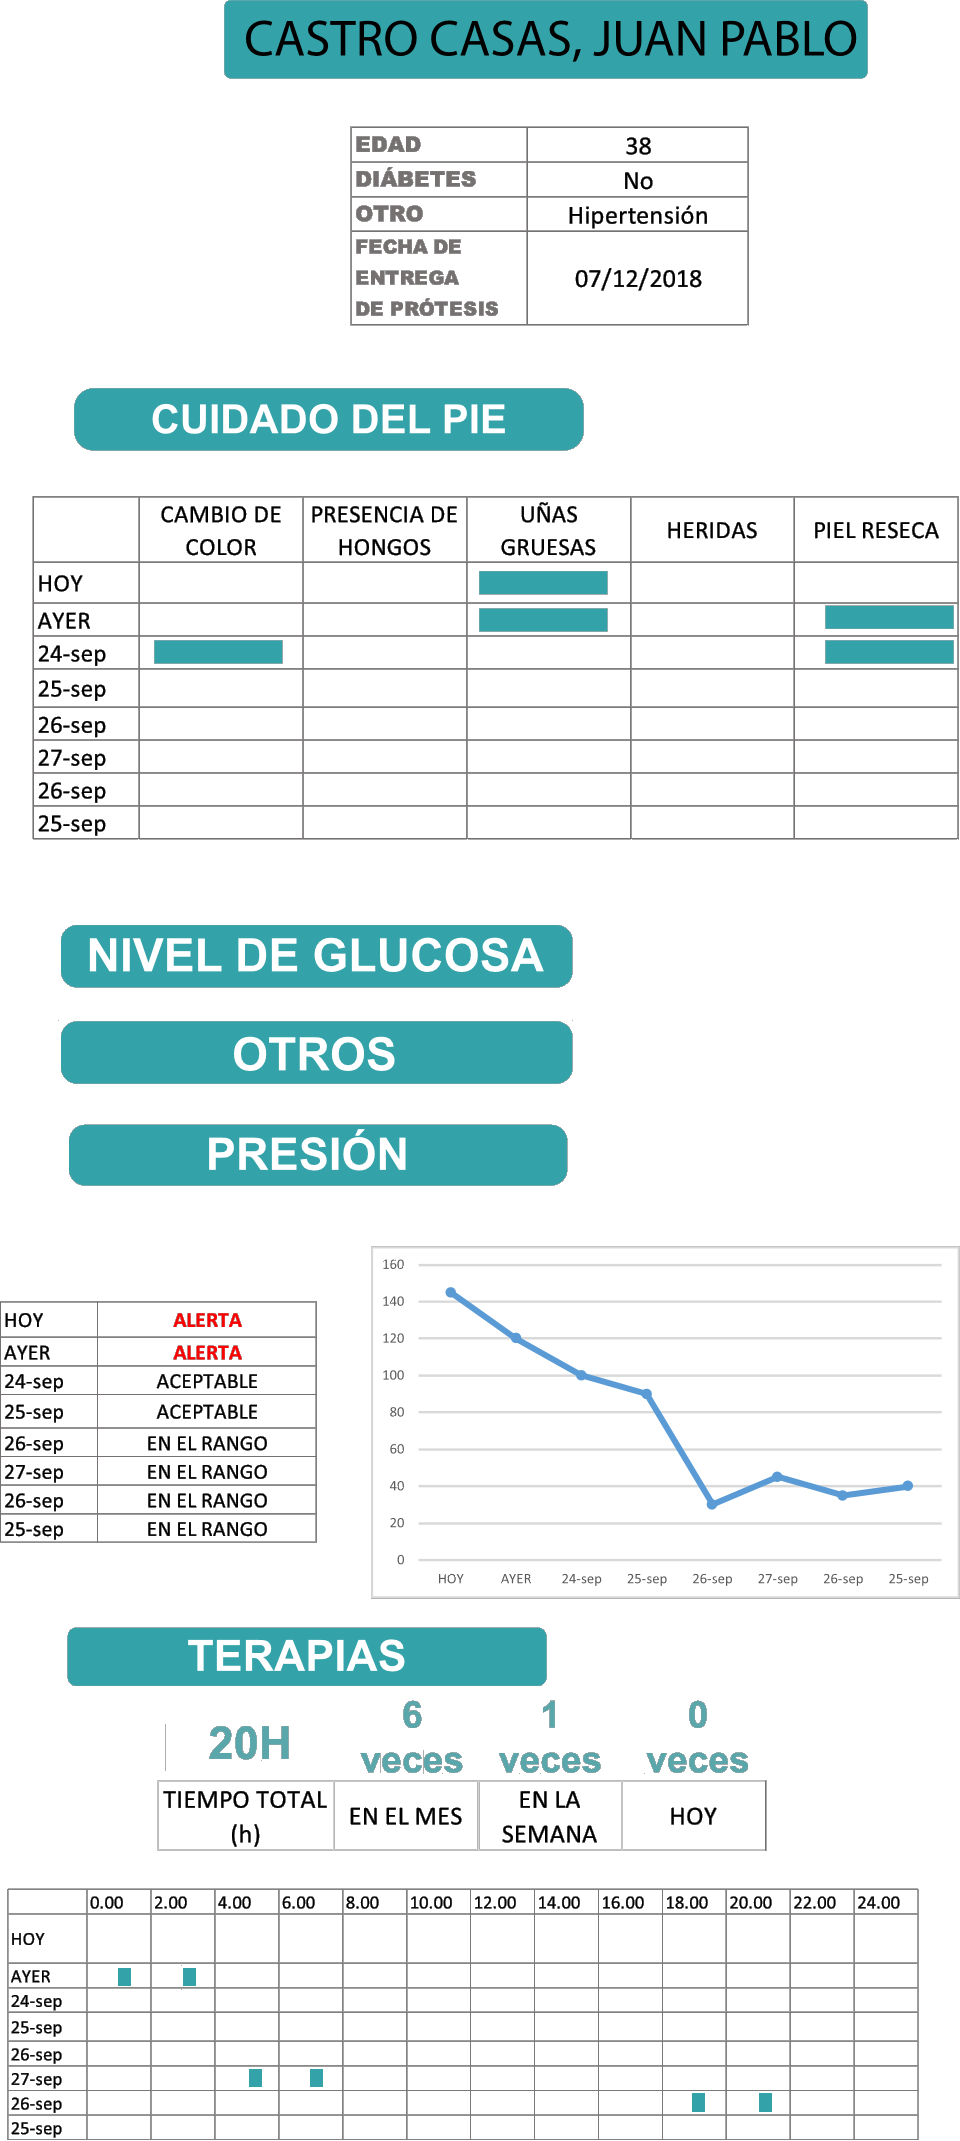 CASTRO CASAS, JUAN PABLO
EDAD 38
DIÁBETES No
OTRO Hipertensión
FECHA DE
ENTREGA
DE PRÓTESIS 07/12/2018
CUIDADO DEL PIE
CAMBIO DE COLOR PRESENCIA DE HONGOS UÑAS GRUESAS HERIDAS PIEL RESECA
HOY
AYER
24-sep
25-sep
26-sep
27-sep
26-sep
25-sep
NIVEL DE GLUCOSA
OTROS
PRESIÓN
HOY ALERTA
AYER ALERTA
24-sep ACEPTABLE
25-sep ACEPTABLE
26-sep EN EL RANGO
27-sep EN EL RANGO
26-sep EN EL RANGO
25-sep EN EL RANGO
160
140
120
100
80
60
40
20
0
HOY AYER 24-sep 25-sep 26-sep 27-sep 26-sep 25-sep
TERAPIAS
20H 6 veces 1 veces 0 veces
TIEMPO TOTAL (h) EN EL MES EN LA SEMANA HOY
0.00 2.00 4.00 6.00 8.00 10.00 12.00 14.00 16.00 18.00 20.00 22.00 24.00
HOY
AYER
24-sep
25-sep
26-sep
27-sep
26-sep
25-sep